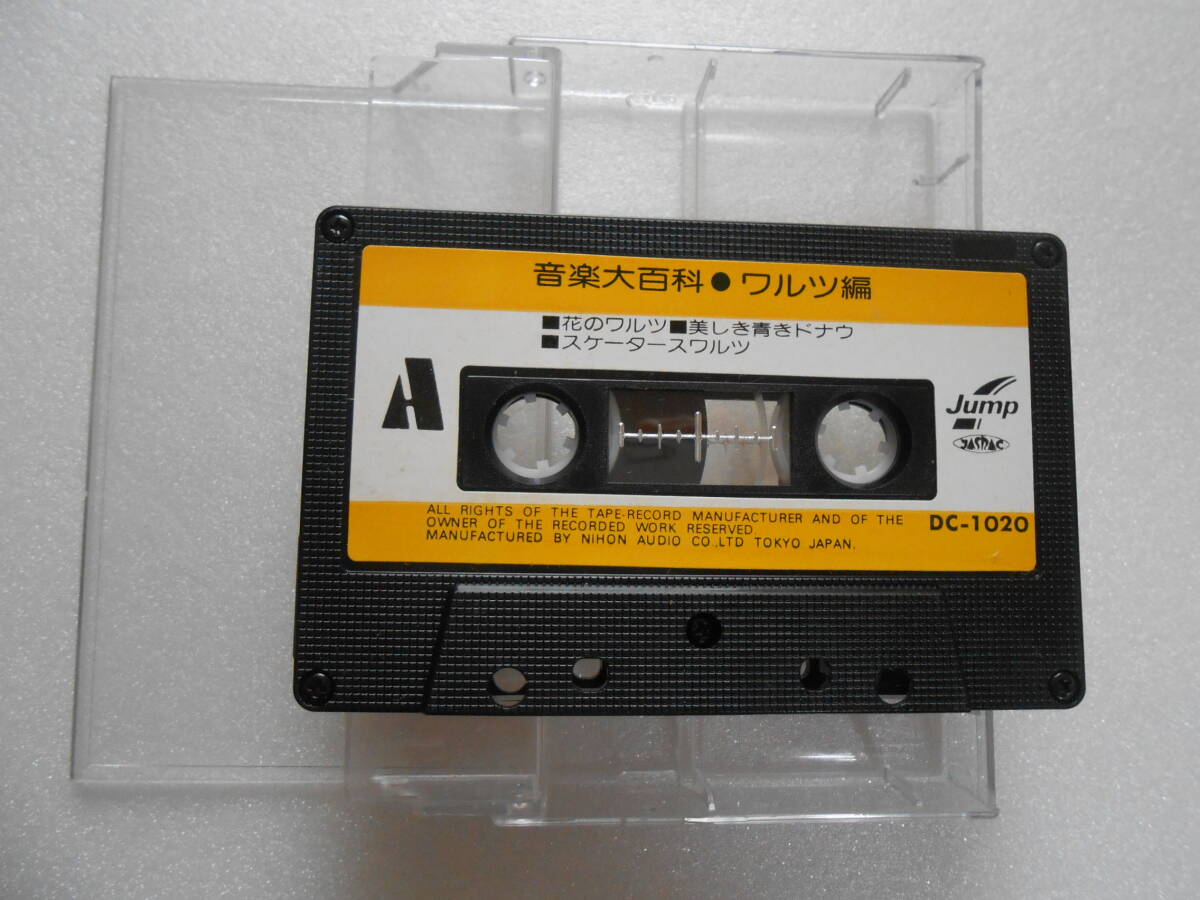 音楽大百科●ワルツ編
■花のワルツ■美しき青きドナウ
■スケータースワルツ
A
Jump
JASRAC
ALL RIGHTS OF THE TAPE-RECORD MANUFACTURER AND OF THE
OWNER OF THE RECORDED WORK RESERVED.
MANUFACTURED BY NIHON AUDIO CO.,LTD TOKYO JAPAN.
DC-1020